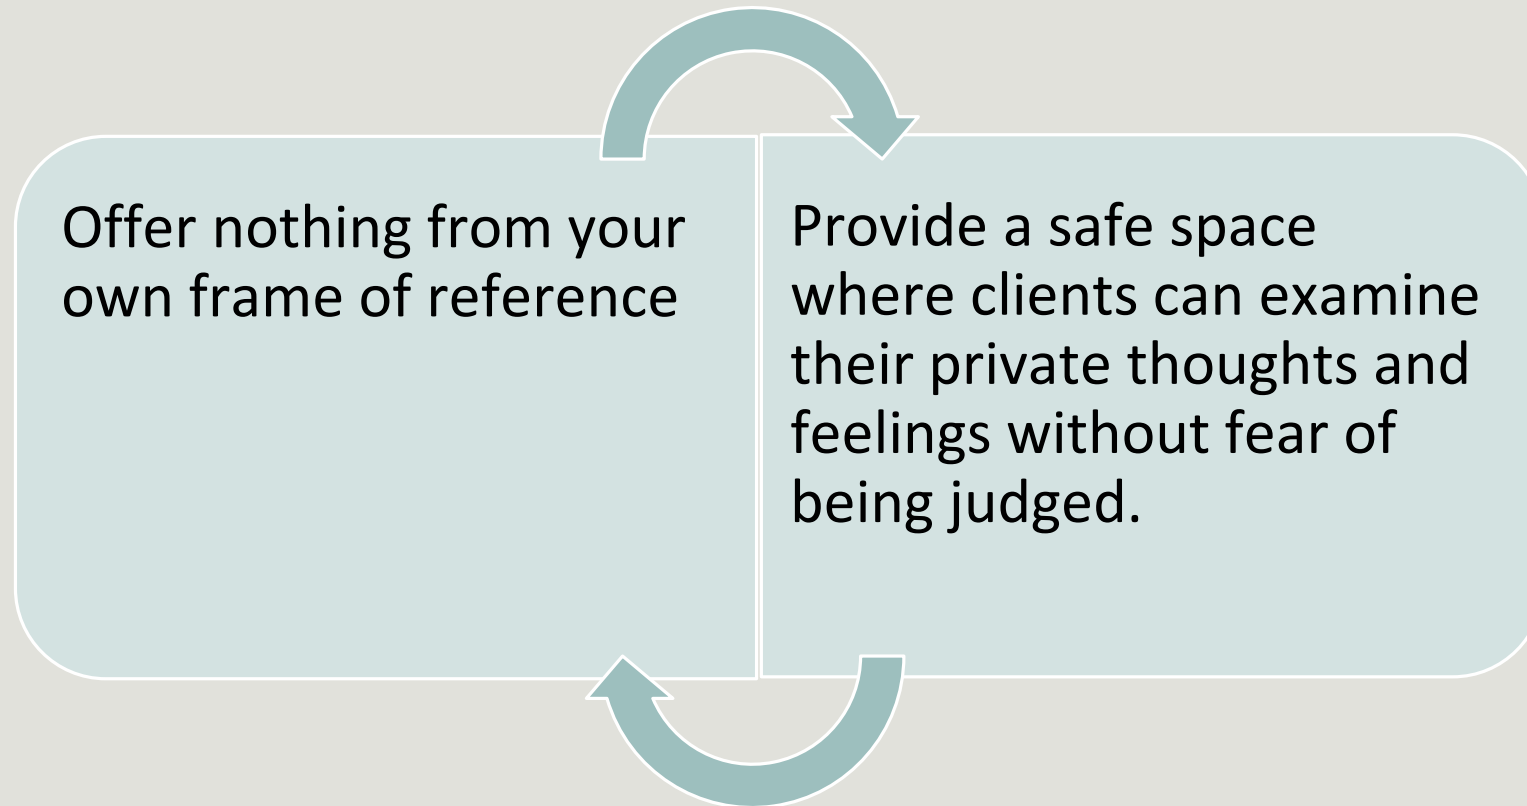 Offer nothing from your
own frame of reference
Provide a safe space
where clients can examine
their private thoughts and
feelings without fear of
being judged.